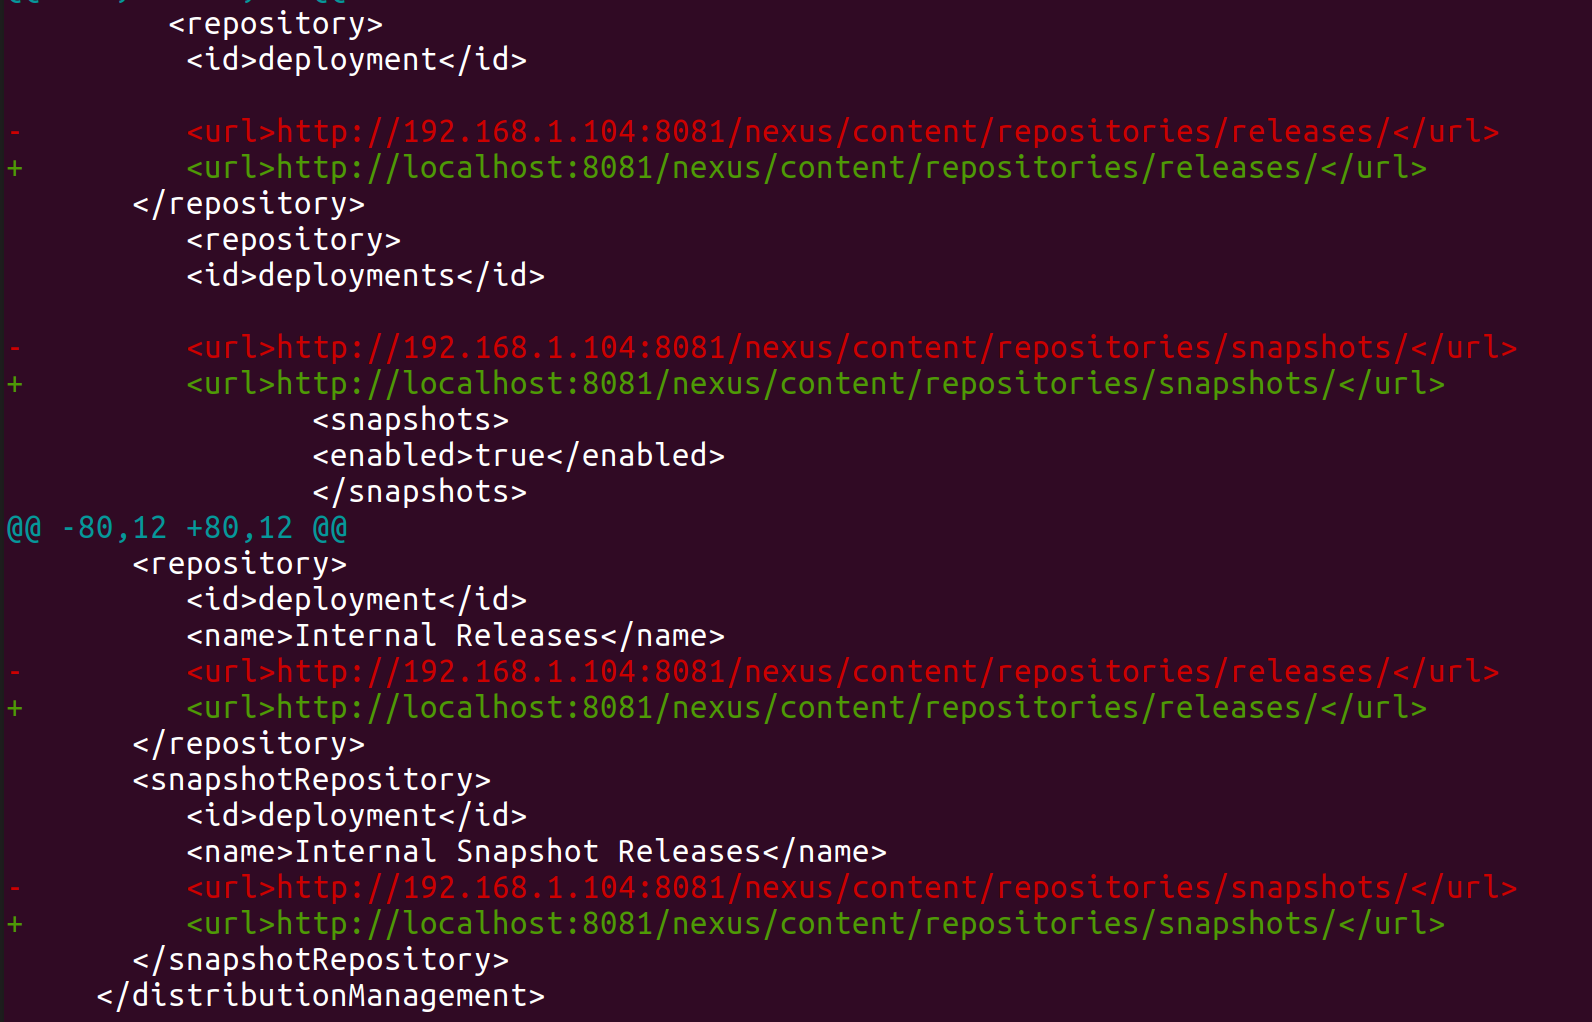 <repository>
<id>deployment</id>
- <url>http://192.168.1.104:8081/nexus/content/repositories/releases/</url>
+ <url>http://localhost:8081/nexus/content/repositories/releases/</url>
</repository>
<repository>
<id>deployments</id>
- <url>http://192.168.1.104:8081/nexus/content/repositories/snapshots/</url>
+ <url>http://localhost:8081/nexus/content/repositories/snapshots/</url>
<snapshots>
<enabled>true</enabled>
</snapshots>
@@ -80,12 +80,12 @@
<repository>
<id>deployment</id>
<name>Internal Releases</name>
- <url>http://192.168.1.104:8081/nexus/content/repositories/releases/</url>
+ <url>http://localhost:8081/nexus/content/repositories/releases/</url>
</repository>
<snapshotRepository>
<id>deployment</id>
<name>Internal Snapshot Releases</name>
- <url>http://192.168.1.104:8081/nexus/content/repositories/snapshots/</url>
+ <url>http://localhost:8081/nexus/content/repositories/snapshots/</url>
</snapshotRepository>
</distributionManagement>